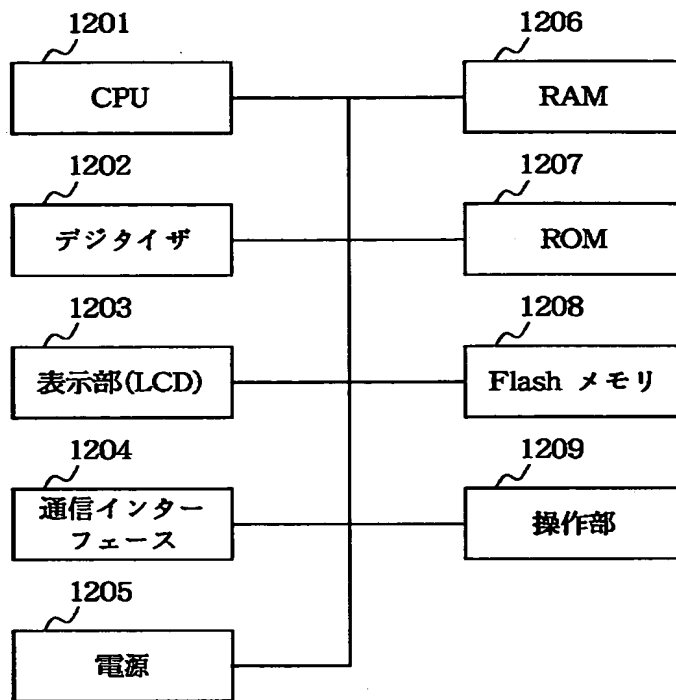 1201
CPU
1202
デジタイザ
1203
表示部(LCD)
1204
通信インター
フェース
1205
電源
1206
RAM
1207
ROM
1208
Flash メモリ
1209
操作部